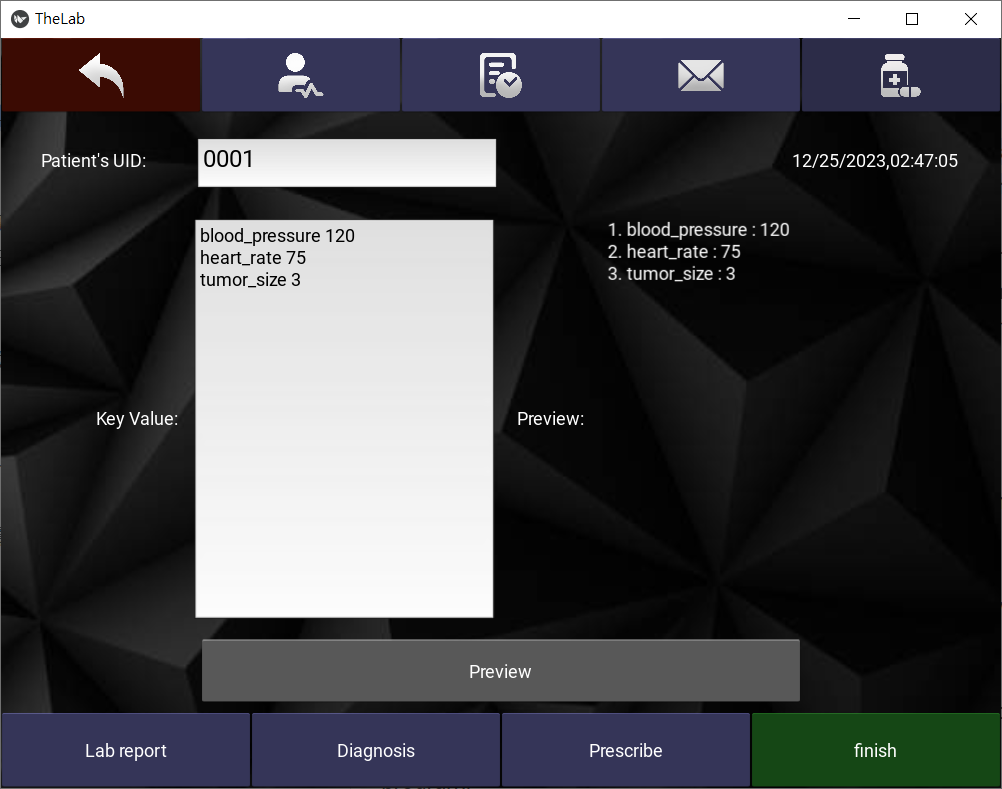 TheLab
Patient's UID:
0001
12/25/2023,02:47:05
Key Value:
blood_pressure 120
heart_rate 75
tumor_size 3
Preview:
1. blood_pressure : 120
2. heart_rate : 75
3. tumor_size : 3
Preview
Lab report
Diagnosis
Prescribe
finish